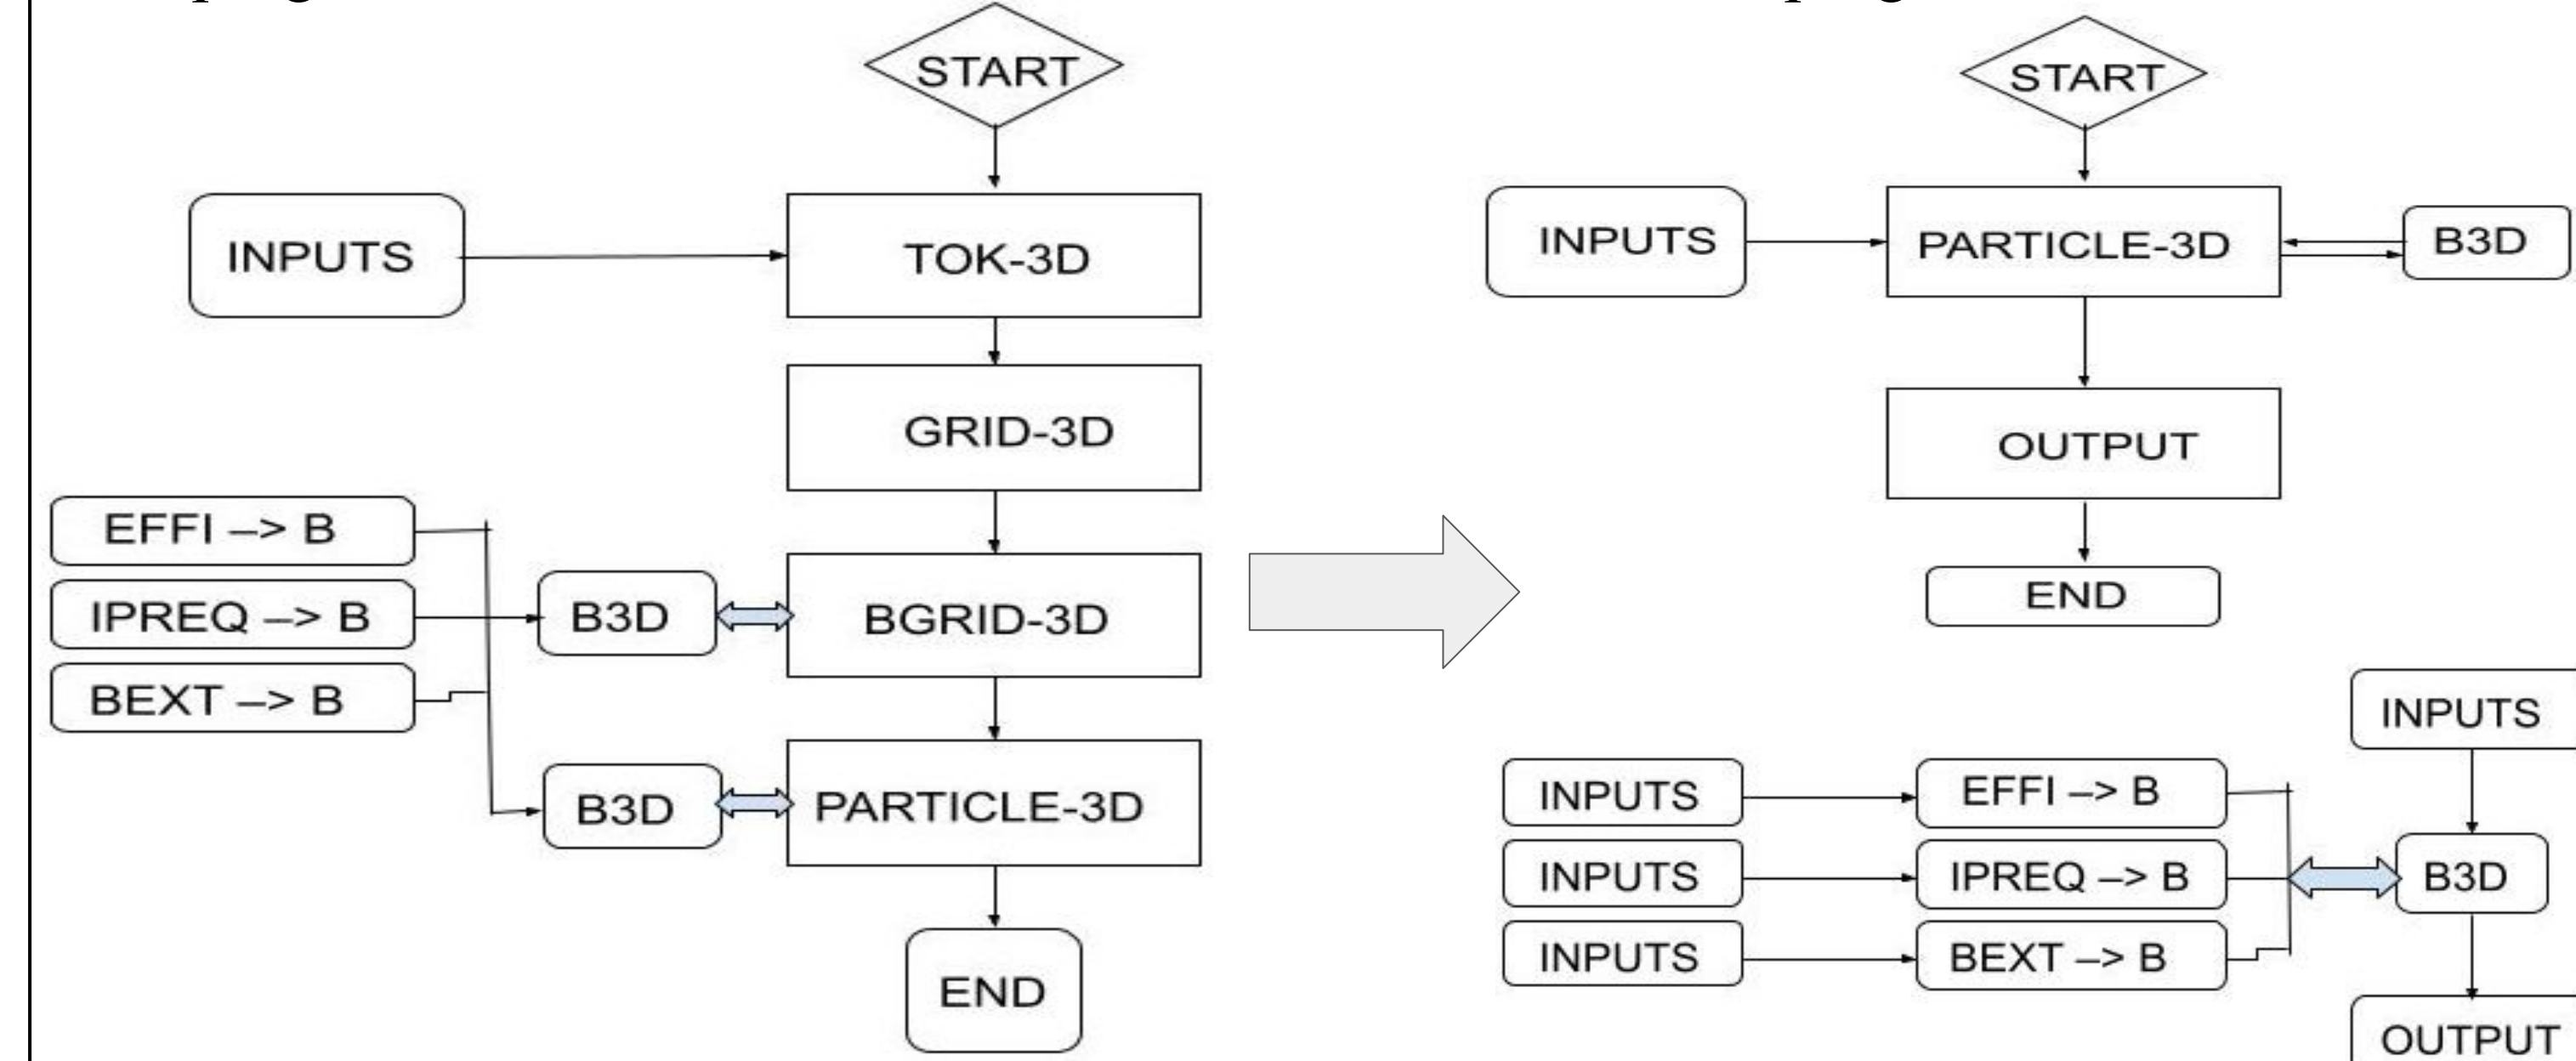 START
INPUTS
TOK-3D
GRID-3D
EFFI –> B
IPREQ –> B
BEXT –> B
B3D
BGRID-3D
B3D
PARTICLE-3D
END
START
INPUTS
PARTICLE-3D
B3D
OUTPUT
END
INPUTS
INPUTS
EFFI –> B
INPUTS
IPREQ –> B
B3D
INPUTS
BEXT –> B
OUTPUT